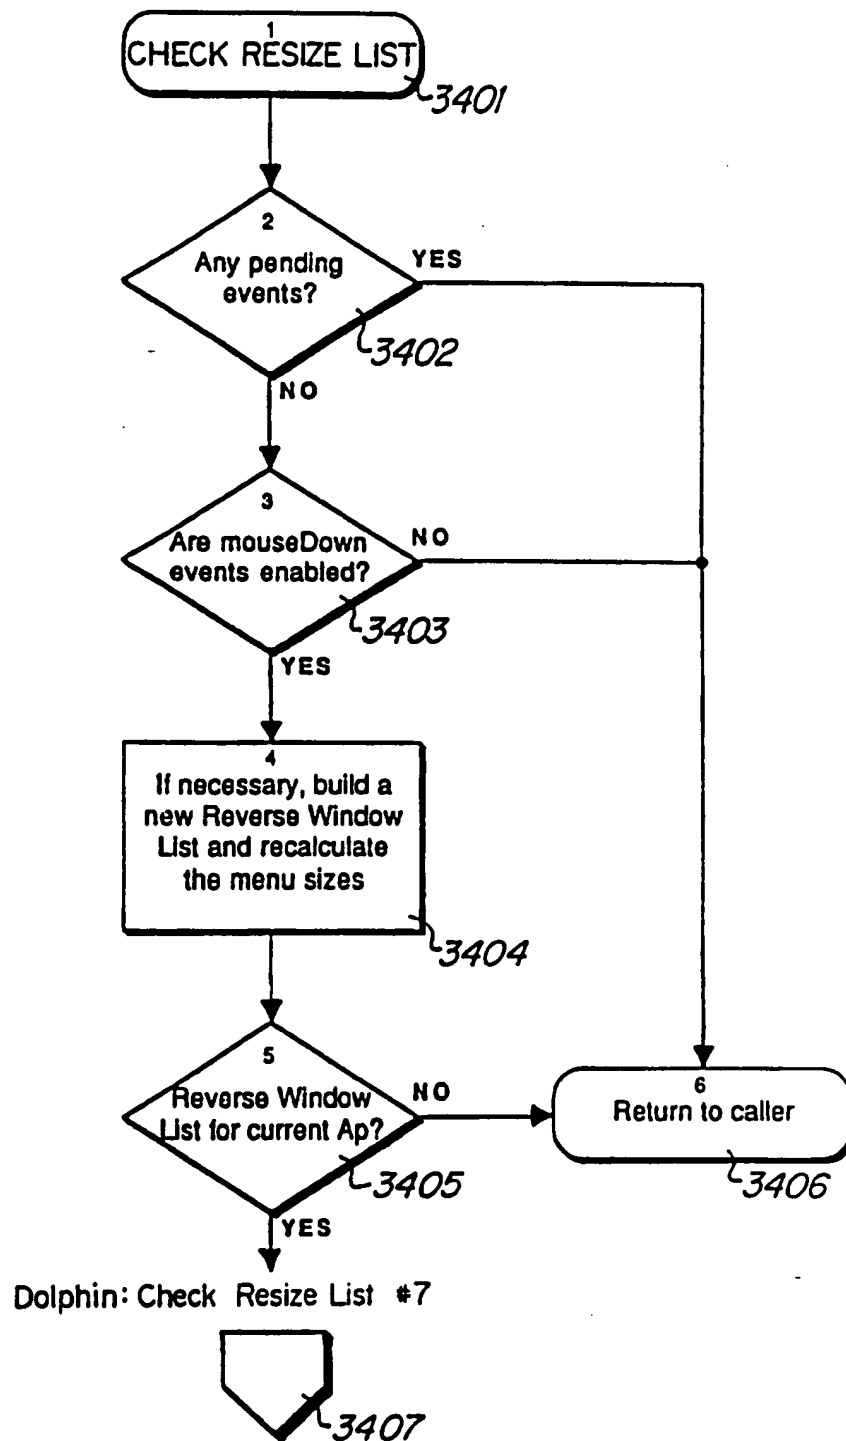 1
CHECK RESIZE LIST
3401
2
Any pending
events?
YES
3402
NO
3
Are mouseDown
events enabled?
NO
3403
YES
4
If necessary, build a
new Reverse Window
List and recalculate
the menu sizes
3404
5
Reverse Window
List for current Ap?
NO
3405
YES
6
Return to caller
3406
Dolphin: Check Resize List #7
3407